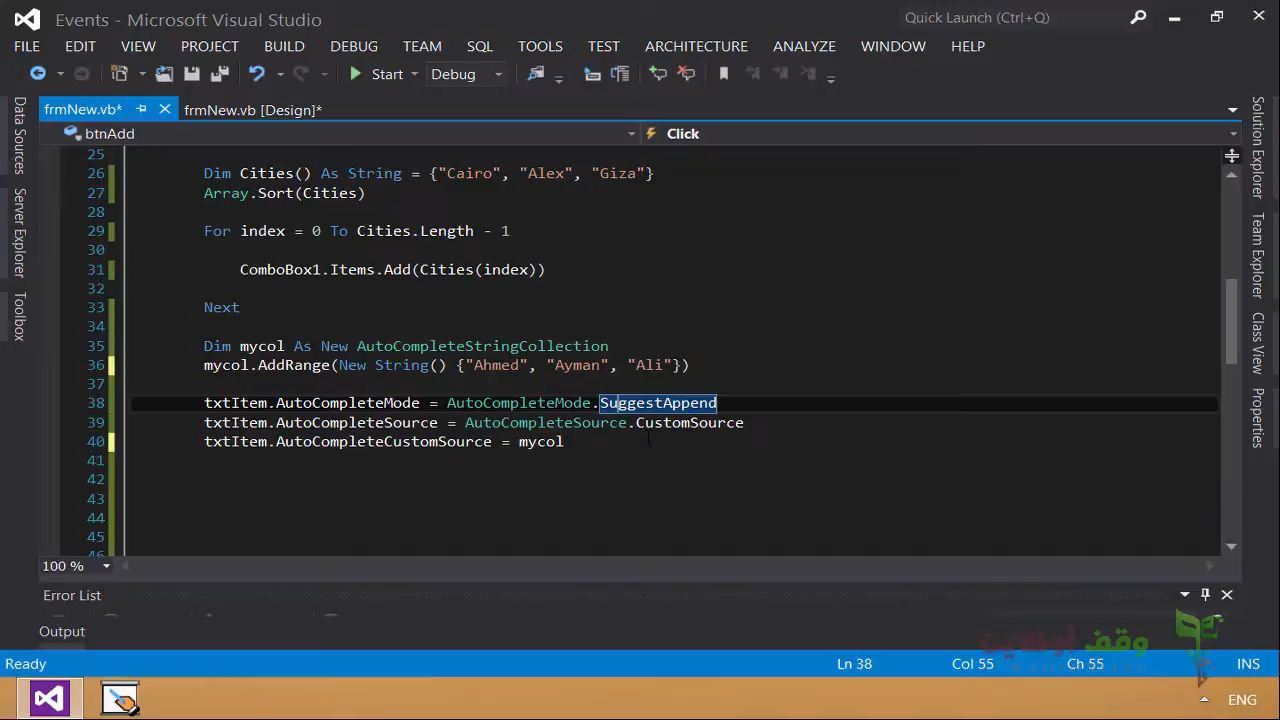 Events - Microsoft Visual Studio
Quick Launch (Ctrl+Q)
FILE EDIT VIEW PROJECT BUILD DEBUG TEAM SQL TOOLS TEST ARCHITECTURE ANALYZE WINDOW HELP
Start Debug
frmNew.vb* frmNew.vb [Design]*
btnAdd Click
Data Sources
Server Explorer
Toolbox
25
26 Dim Cities() As String = {"Cairo", "Alex", "Giza"}
27 Array.Sort(Cities)
28
29 For index = 0 To Cities.Length - 1
30
31 ComboBox1.Items.Add(Cities(index))
32
33 Next
34
35 Dim mycol As New AutoCompleteStringCollection
36 mycol.AddRange(New String() {"Ahmed", "Ayman", "Ali"})
37
38 txtItem.AutoCompleteMode = AutoCompleteMode.SuggestAppend
39 txtItem.AutoCompleteSource = AutoCompleteSource.CustomSource
40 txtItem.AutoCompleteCustomSource = mycol
41
42
43
44
45
46
Solution Explorer
Team Explorer
Class View
Properties
100 %
Error List
Output
وقف أونلاين
Ready Ln 38 Col 55 Ch 55 INS
ENG